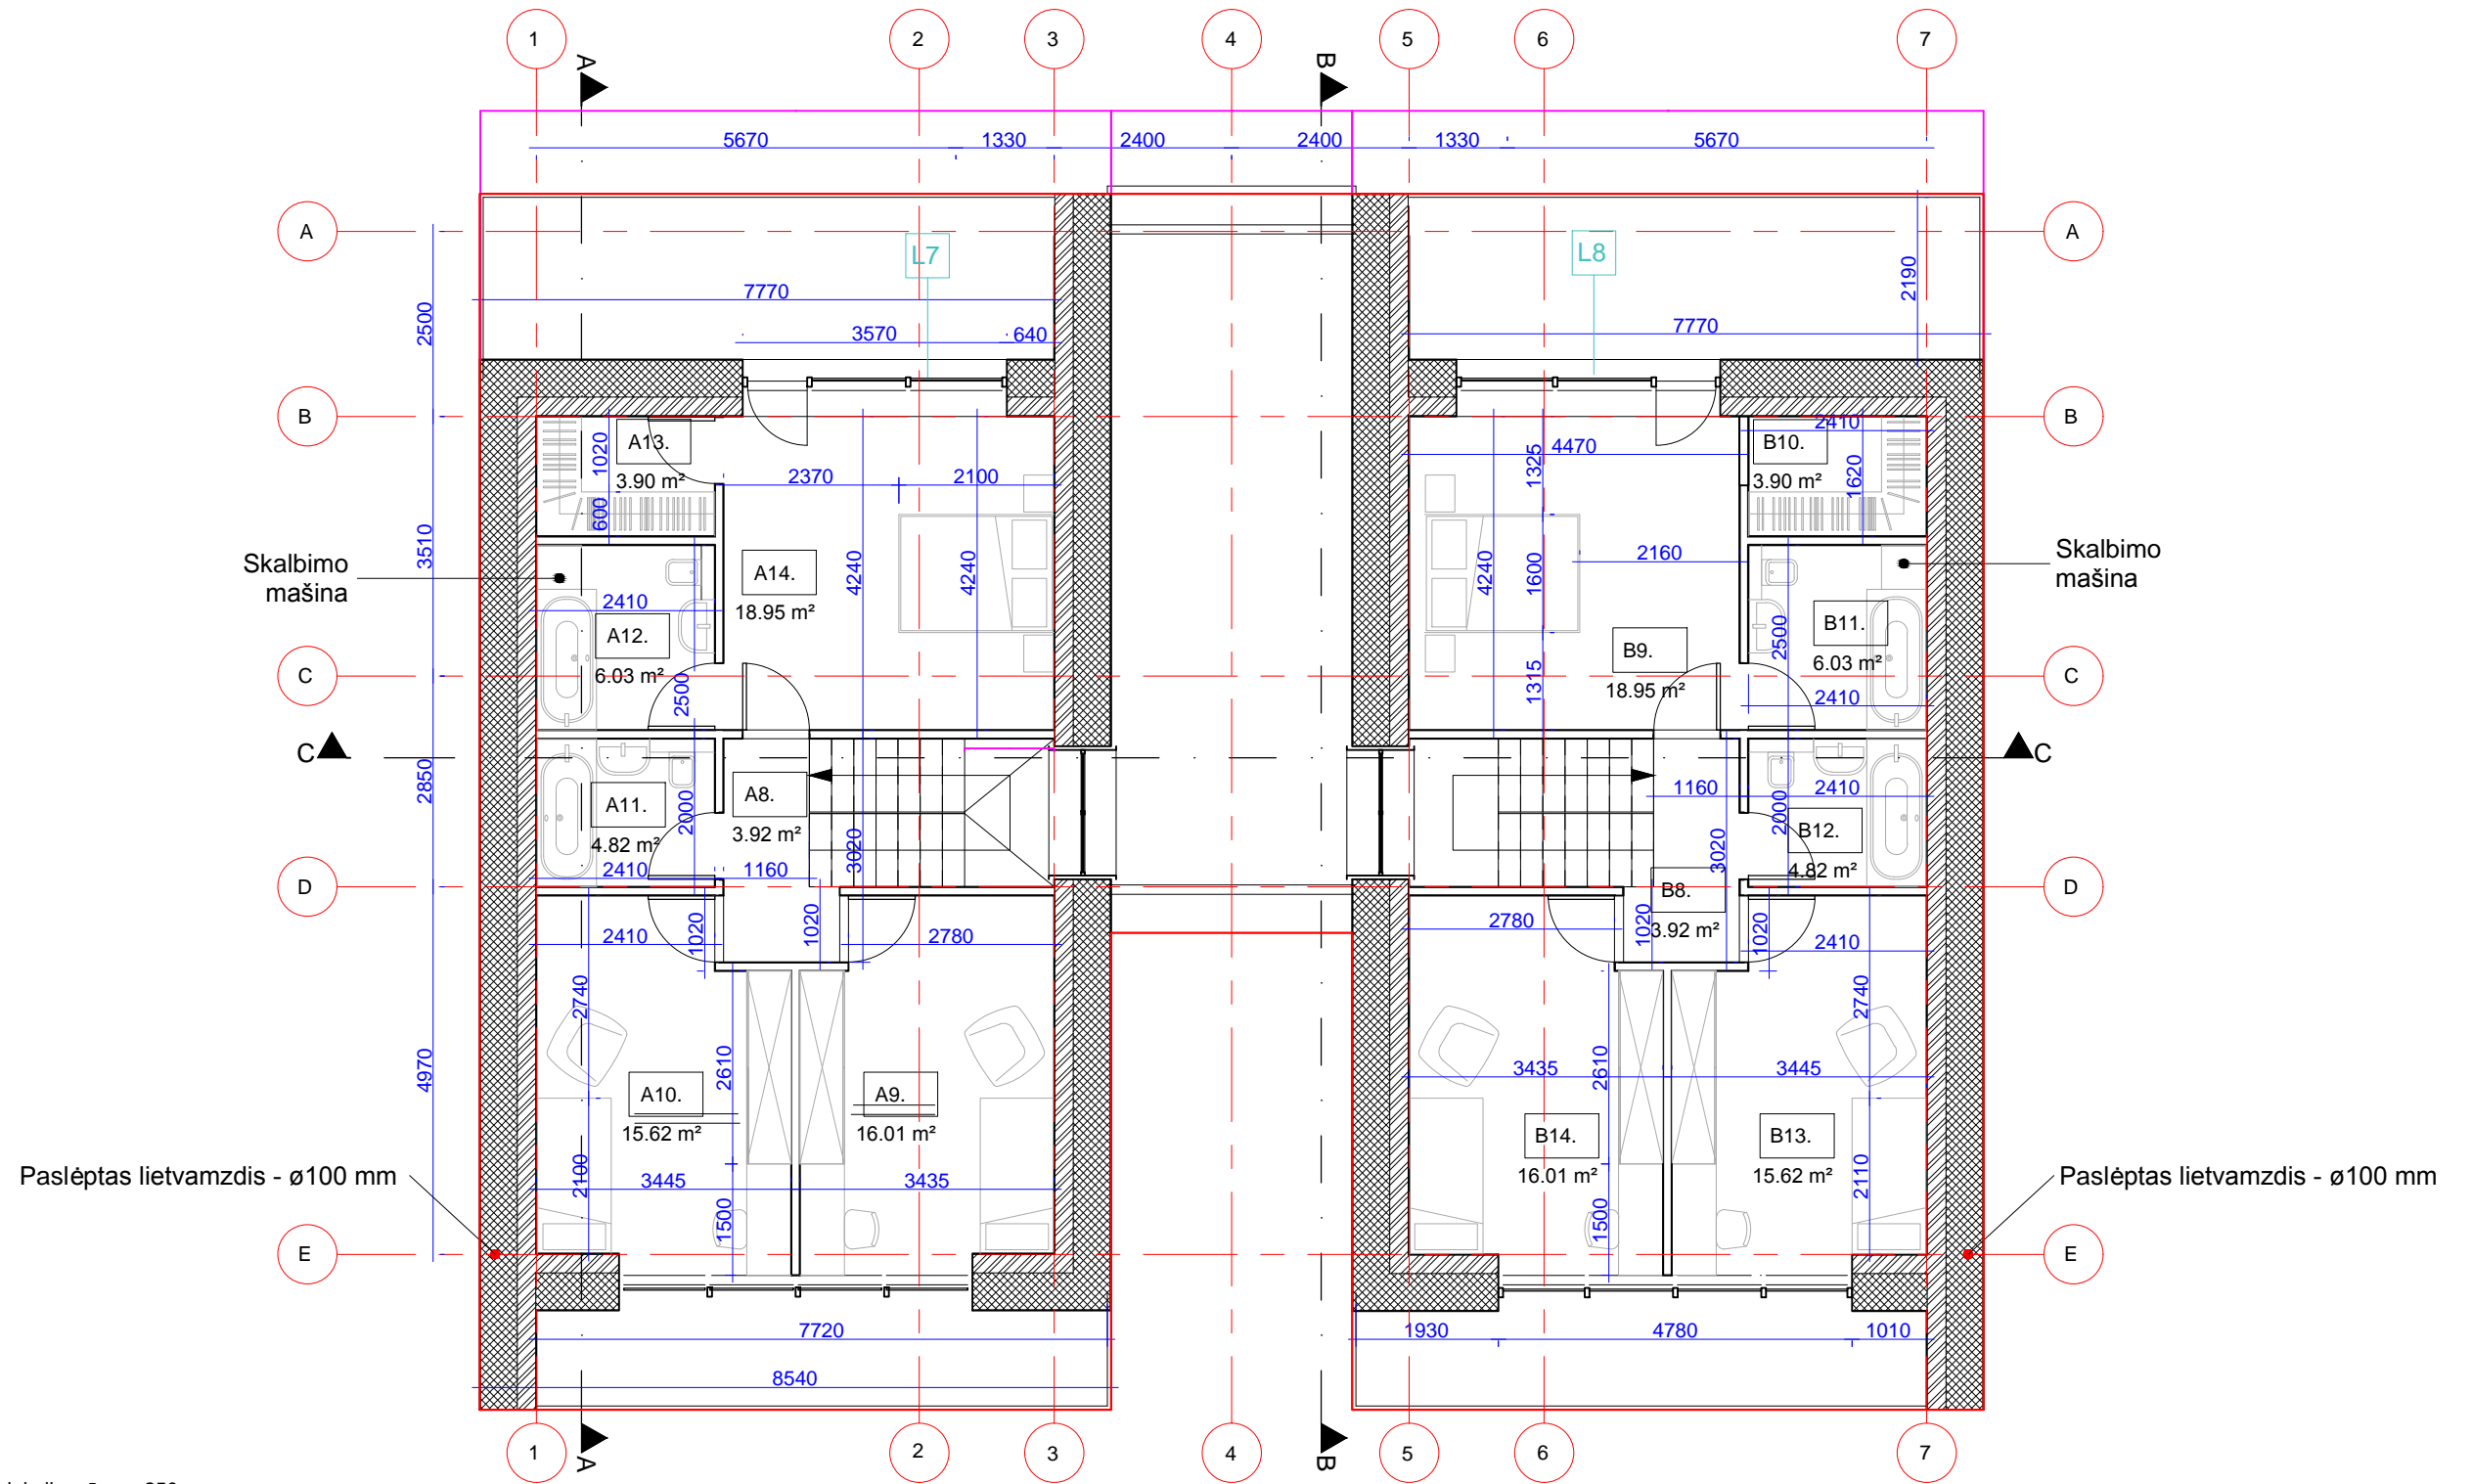 1 2 3 4 5 6 7
A B
5670 1330 2400 2400 1330 5670
A A
L7 L8
2190
7770
7770
2500
3570 640
B B
A13.
3.90 m²
1020
600
2370 2100
4470
1325
2410
B10.
3.90 m²
1620
3510
Skalbimo
mašina
Skalbimo
mašina
A14.
18.95 m²
4240
4240
4240
1600
2160
2410
A12.
6.03 m²
2500
B9.
18.95 m²
1315
2500
B11.
6.03 m²
2410
C C
C C
2850
A11.
4.82 m²
2000
2410
A8.
3.92 m²
1160
3020
1160
2410
2000
B12.
4.82 m²
3020
D D
B8.
3.92 m²
2410
1020
1020
2780
2780
1020
1020
2410
4970
2740
2610
2610
2740
A10.
15.62 m²
A9.
16.01 m²
3435 3445
B14.
16.01 m²
B13.
15.62 m²
Paslėptas lietvamzdis - ø100 mm
Paslėptas lietvamzdis - ø100 mm
2100
3445 3435
1500
1500
2110
E E
7720
1930 4780 1010
8540
1 2 3 4 5 6 7
A B